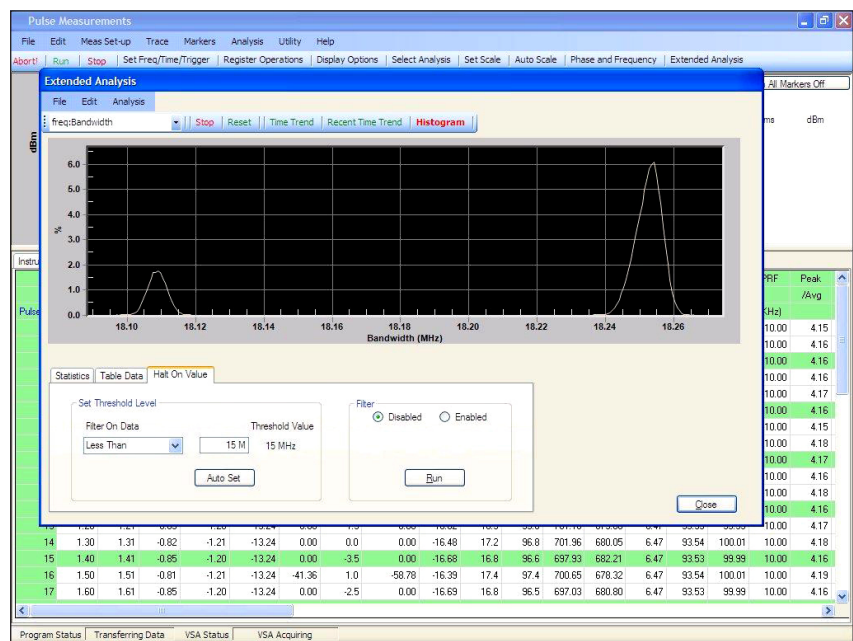 Pulse Measurements
File Edit Meas Set-up Trace Markers Analysis Utility Help
Abort! Run Stop Set Freq/Time/Trigger Register Operations Display Options Select Analysis Set Scale Auto Scale Phase and Frequency Extended Analysis
Extended Analysis
All Markers Off
File Edit Analysis
freq:Bandwidth Stop Reset Time Trend Recent Time Trend Histogram
ms dBm
dBm
6.0
5.0
4.0
%
3.0
2.0
1.0
0.0
18.10 18.12 18.14 18.16 18.18 18.20 18.22 18.24 18.26
Bandwidth (MHz)
Instru
PRF Peak
/Avg
Pulse
KHz)
10.00 4.15
10.00 4.16
10.00 4.16
10.00 4.16
10.00 4.17
10.00 4.16
10.00 4.15
10.00 4.18
10.00 4.17
10.00 4.16
10.00 4.18
10.00 4.16
Statistics Table Data Halt On Value
Set Threshold Level
Filter On Data Threshold Value
Less Than 15 M 15 MHz
Auto Set
Filter
Disabled Enabled
Run
Close
10.00 4.17
14 1.30 1.31 -0.82 -1.21 -13.24 0.00 0.0 0.00 -16.48 17.2 96.8 701.96 680.05 6.47 93.54 100.01 10.00 4.18
15 1.40 1.41 -0.85 -1.20 -13.24 0.00 -3.5 0.00 -16.68 16.8 96.6 697.93 682.21 6.47 93.53 99.99 10.00 4.16
16 1.50 1.51 -0.81 -1.21 -13.24 -41.36 1.0 -58.78 -16.39 17.4 97.4 700.65 678.32 6.47 93.54 100.01 10.00 4.19
17 1.60 1.61 -0.85 -1.20 -13.24 0.00 -2.5 0.00 -16.69 16.8 96.5 697.03 680.80 6.47 93.53 99.99 10.00 4.16
Program Status Transferring Data VSA Status VSA Acquiring